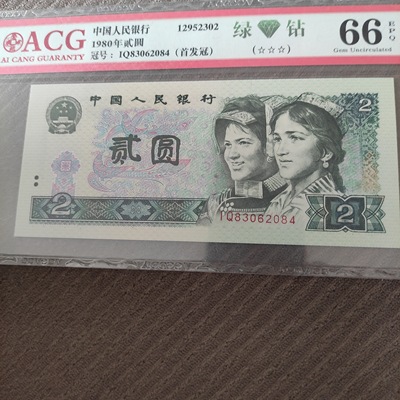 ACG
AI CANG GUARANTY
中国人民银行 12952302
1980年贰圆
冠号：IQ83062084（首发冠）
绿 钻
(☆☆☆)
66 EPQ
Gem Uncirculated
中国人民银行
2
贰圆
IQ83062084
2
2